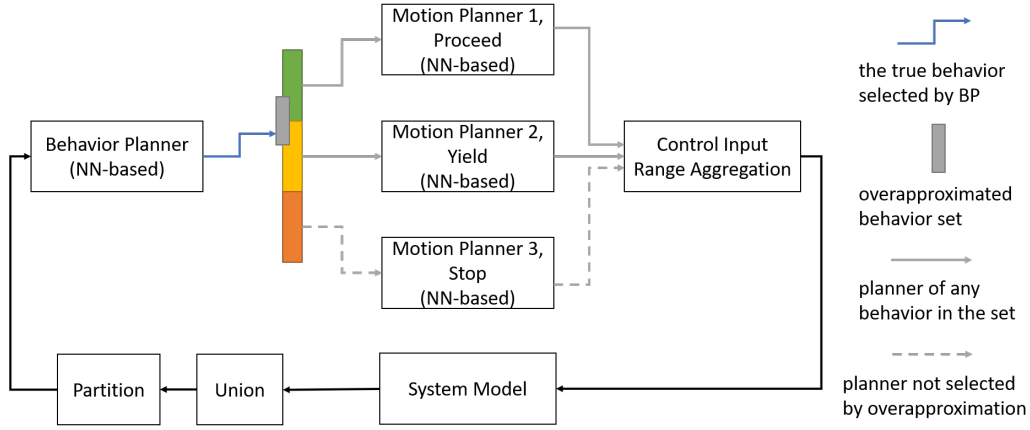 Motion Planner 1,
Proceed
(NN-based)
Behavior Planner
(NN-based)
Motion Planner 2,
Yield
(NN-based)
Control Input
Range Aggregation
Motion Planner 3,
Stop
(NN-based)
Partition
Union
System Model
the true behavior
selected by BP
overapproximated
behavior set
planner of any
behavior in the set
planner not selected
by overapproximation